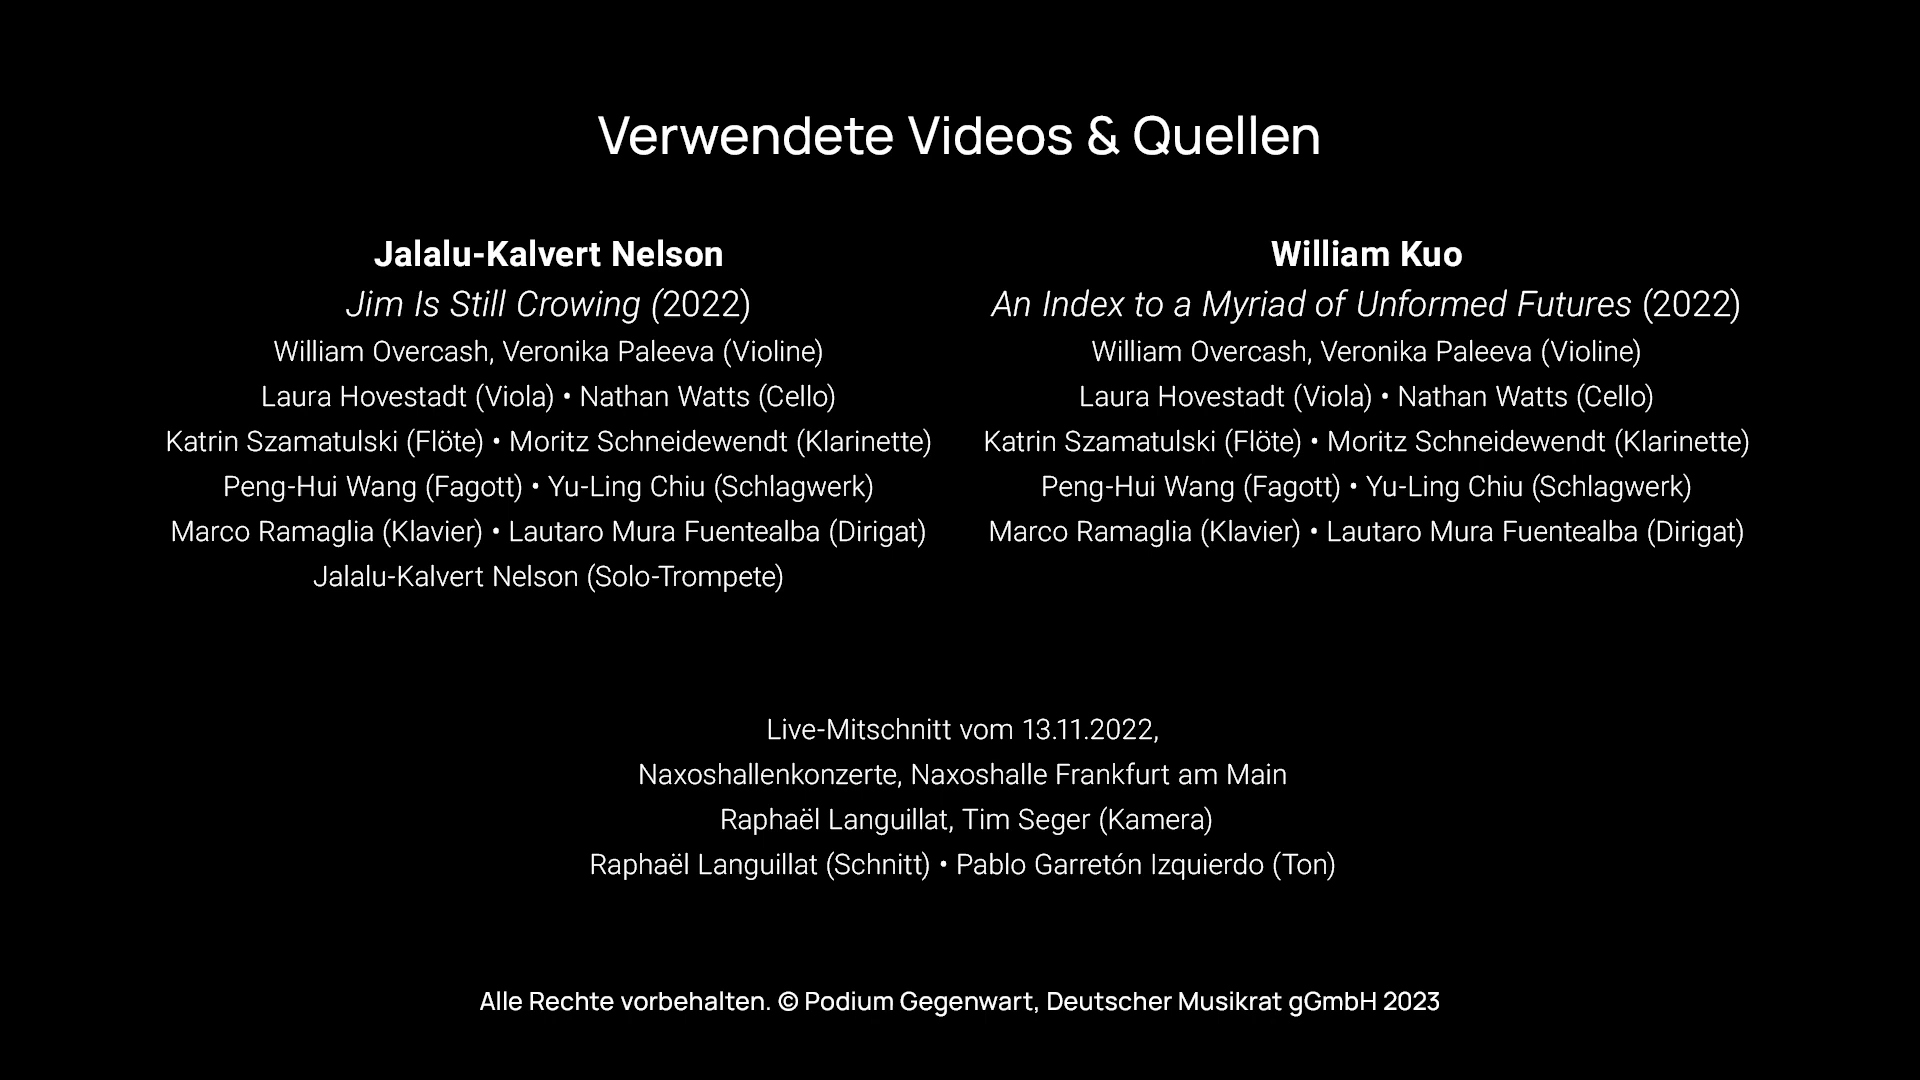 Verwendete Videos & Quellen
Jalalu-Kalvert Nelson
Jim Is Still Crowing (2022)
William Overcash, Veronika Paleeva (Violine)
Laura Hovestadt (Viola) • Nathan Watts (Cello)
Katrin Szamatulski (Flöte) • Moritz Schneidewendt (Klarinette)
Peng-Hui Wang (Fagott) • Yu-Ling Chiu (Schlagwerk)
Marco Ramaglia (Klavier) • Lautaro Mura Fuentealba (Dirigat)
Jalalu-Kalvert Nelson (Solo-Trompete)
William Kuo
An Index to a Myriad of Unformed Futures (2022)
William Overcash, Veronika Paleeva (Violine)
Laura Hovestadt (Viola) • Nathan Watts (Cello)
Katrin Szamatulski (Flöte) • Moritz Schneidewendt (Klarinette)
Peng-Hui Wang (Fagott) • Yu-Ling Chiu (Schlagwerk)
Marco Ramaglia (Klavier) • Lautaro Mura Fuentealba (Dirigat)
Live-Mitschnitt vom 13.11.2022,
Naxoshallenkonzerte, Naxoshalle Frankfurt am Main
Raphaël Languillat, Tim Seger (Kamera)
Raphaël Languillat (Schnitt) • Pablo Garretón Izquierdo (Ton)
Alle Rechte vorbehalten. © Podium Gegenwart, Deutscher Musikrat gGmbH 2023